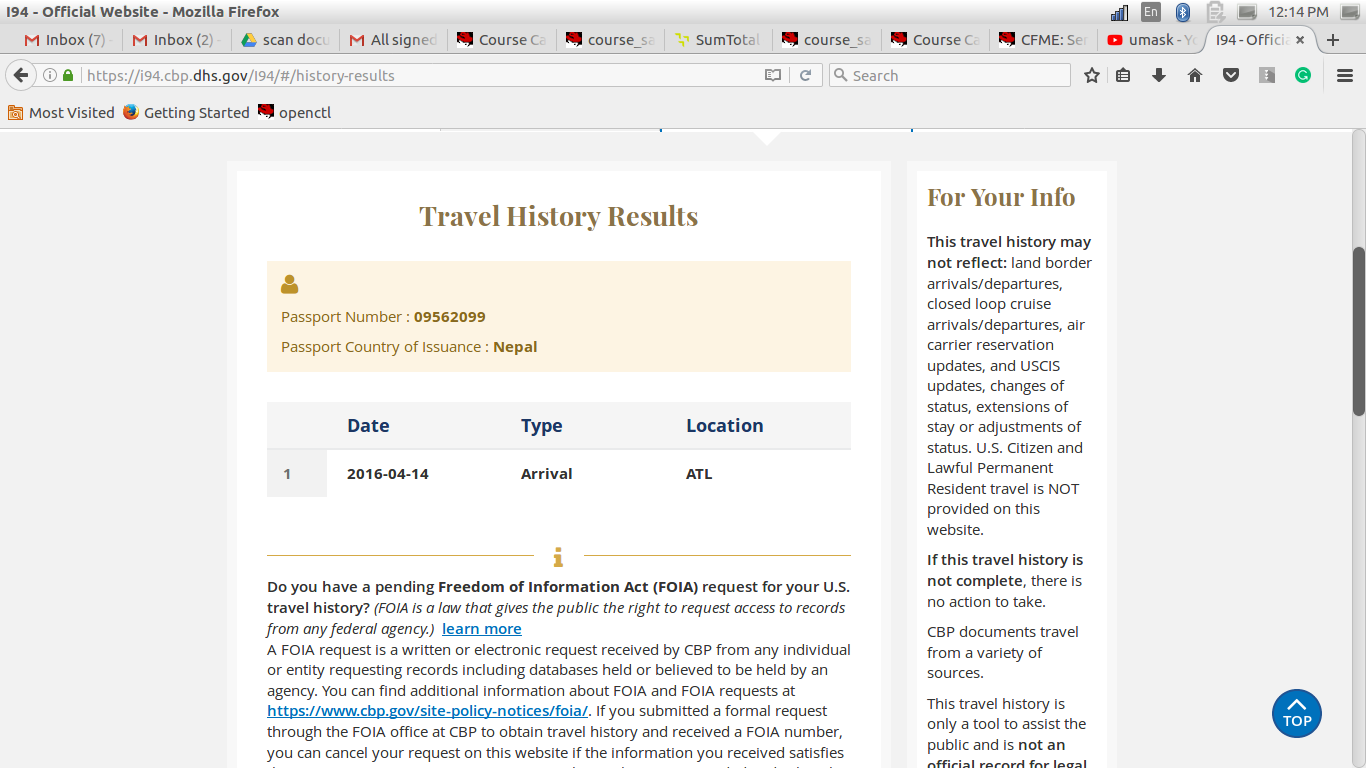 I94 - Official Website - Mozilla Firefox
En
12:14 PM
Inbox (7) -
Inbox (2) -
scan docu
All signed
Course Ca
course_sa
SumTotal
course_sa
Course Ca
CFME: Ser
umask - Yo
I94 - Officia
https://i94.cbp.dhs.gov/I94/#/history-results
Search
Most Visited
Getting Started
openctl
Travel History Results
Passport Number : 09562099
Passport Country of Issuance : Nepal
Date Type Location
1 2016-04-14 Arrival ATL
Do you have a pending Freedom of Information Act (FOIA) request for your U.S.
travel history? (FOIA is a law that gives the public the right to request access to records
from any federal agency.) learn more
A FOIA request is a written or electronic request received by CBP from any individual
or entity requesting records including databases held or believed to be held by an
agency. You can find additional information about FOIA and FOIA requests at
https://www.cbp.gov/site-policy-notices/foia/. If you submitted a formal request
through the FOIA office at CBP to obtain travel history and received a FOIA number,
you can cancel your request on this website if the information you received satisfies
For Your Info
This travel history may
not reflect: land border
arrivals/departures,
closed loop cruise
arrivals/departures, air
carrier reservation
updates, and USCIS
updates, changes of
status, extensions of
stay or adjustments of
status. U.S. Citizen and
Lawful Permanent
Resident travel is NOT
provided on this
website.
If this travel history is
not complete, there is
no action to take.
CBP documents travel
from a variety of
sources.
This travel history is
only a tool to assist the
public and is not an
official record for legal
TOP